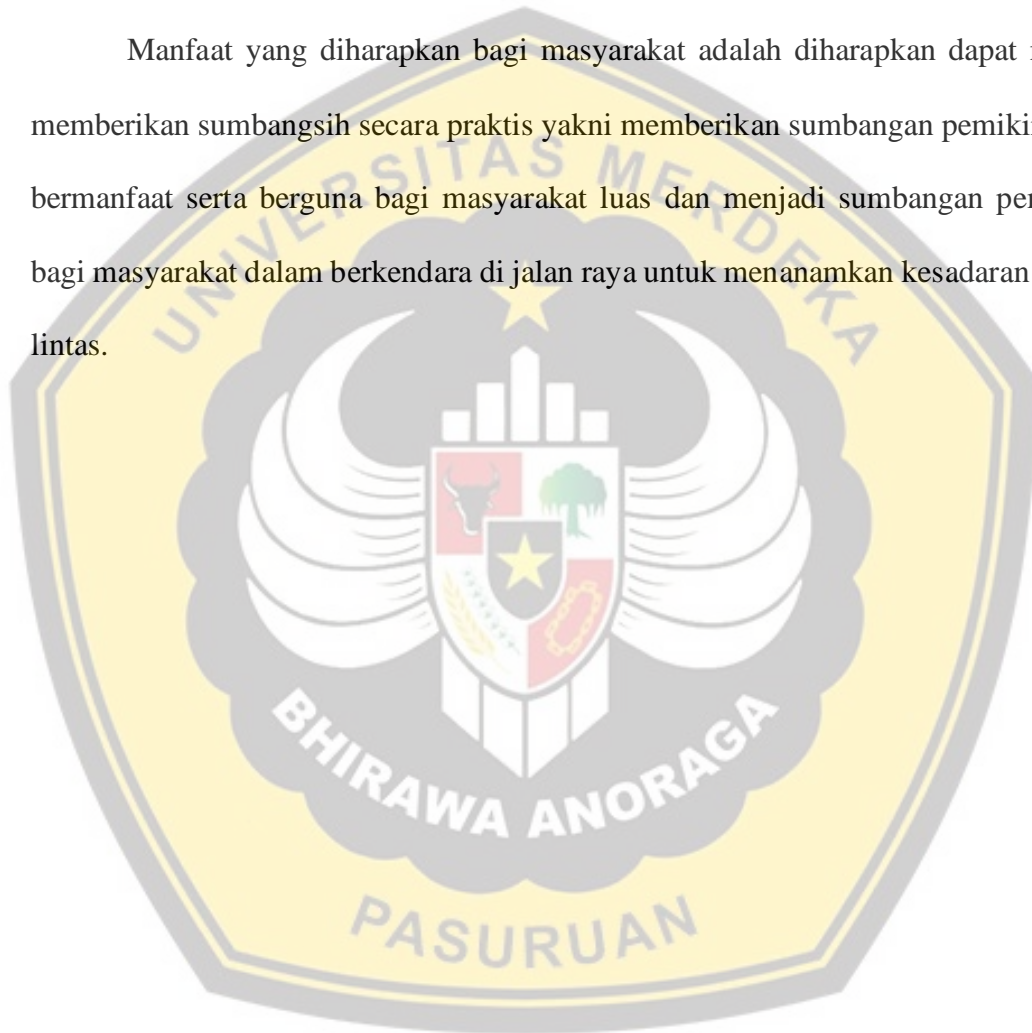 Manfaat yang diharapkan bagi masyarakat adalah diharapkan dapat
memberikan sumbangsih secara praktis yakni memberikan sumbangan
bermanfaat serta berguna bagi masyarakat luas dan menjadi sumbangan
bagi masyarakat dalam berkendara di jalan raya untuk menanamkan kesadaran
lintas.
UNIVERSITAS MERDEKA
BHIRAWA ANORAGA
PASURUAN